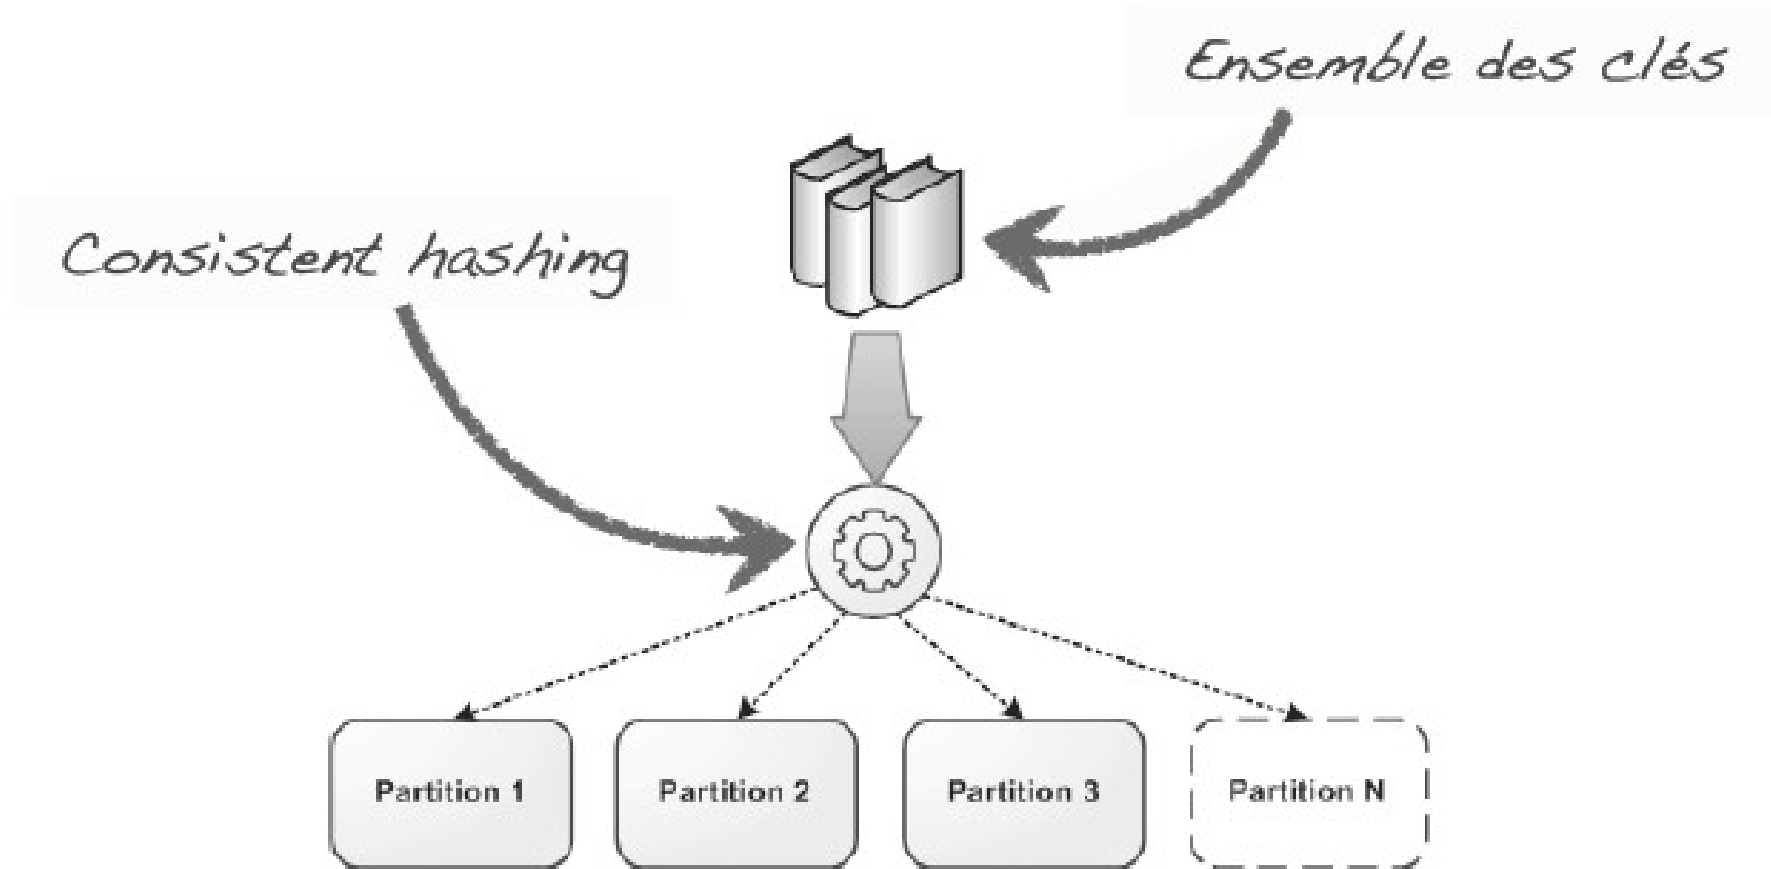 Ensemble des clés
Consistent hashing
Partition 1
Partition 2
Partition 3
Partition N